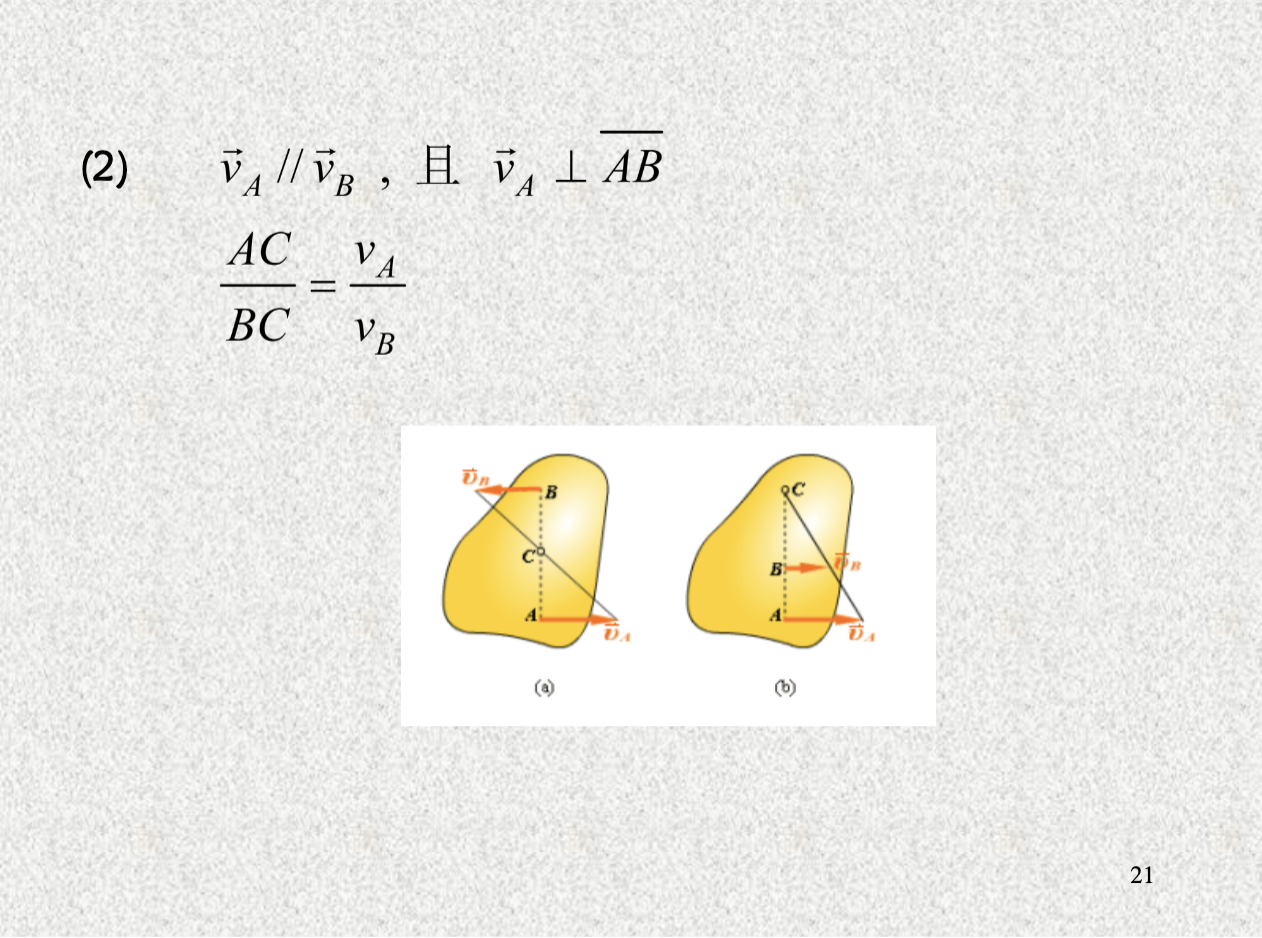 (2) $\vec{v}_A // \vec{v}_B$ , 且 $\vec{v}_A \perp \overline{AB}$
$\frac{AC}{BC} = \frac{v_A}{v_B}$
$\vec{v}_B$ B
C
A
$\vec{v}_A$
(a)
C
B $\vec{v}_B$
A
$\vec{v}_A$
(b)
21